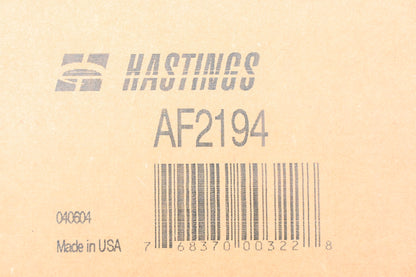 HASTINGS
AF2194
040604
Made in USA
7 68370 00322 8